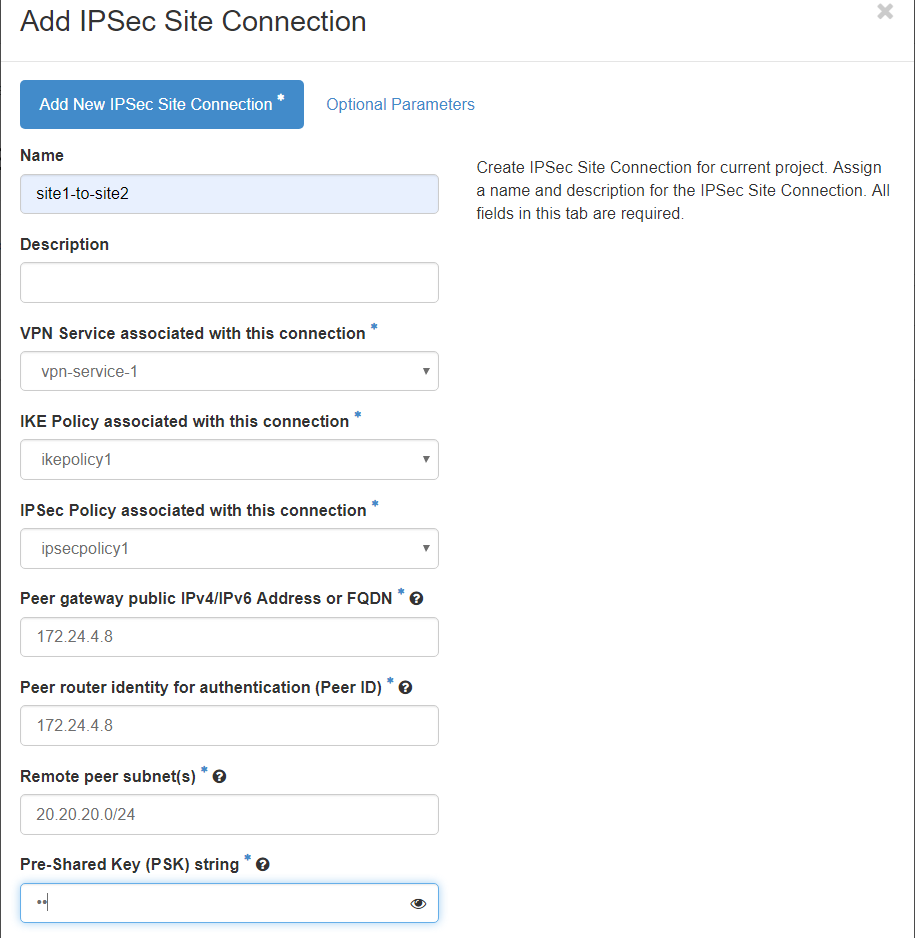 Add IPSec Site Connection
Add New IPSec Site Connection *
Optional Parameters
Name
site1-to-site2
Create IPSec Site Connection for current project. Assign
a name and description for the IPSec Site Connection. All
fields in this tab are required.
Description
VPN Service associated with this connection *
vpn-service-1
IKE Policy associated with this connection *
ikepolicy1
IPSec Policy associated with this connection *
ipsecpolicy1
Peer gateway public IPv4/IPv6 Address or FQDN *
172.24.4.8
Peer router identity for authentication (Peer ID) *
172.24.4.8
Remote peer subnet(s) *
20.20.20.0/24
Pre-Shared Key (PSK) string *
••